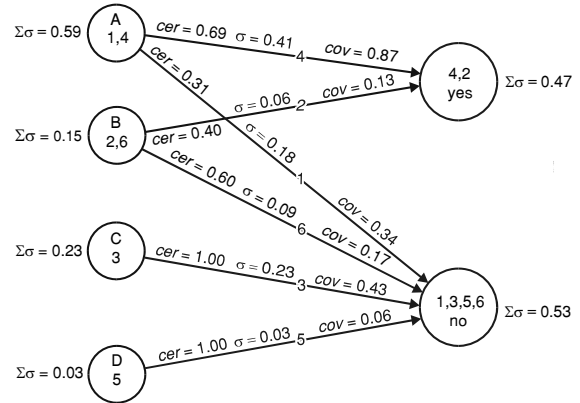 Σσ = 0.59
A
1,4
cer = 0.69 σ = 0.41 4 cov = 0.87
cer = 0.31 σ = 0.18 1 cov = 0.34
4,2
yes
Σσ = 0.47
Σσ = 0.15
B
2,6
cer = 0.40 σ = 0.06 2 cov = 0.13
cer = 0.60 σ = 0.09 6 cov = 0.17
Σσ = 0.23
C
3
cer = 1.00 σ = 0.23 3 cov = 0.43
1,3,5,6
no
Σσ = 0.53
Σσ = 0.03
D
5
cer = 1.00 σ = 0.03 5 cov = 0.06